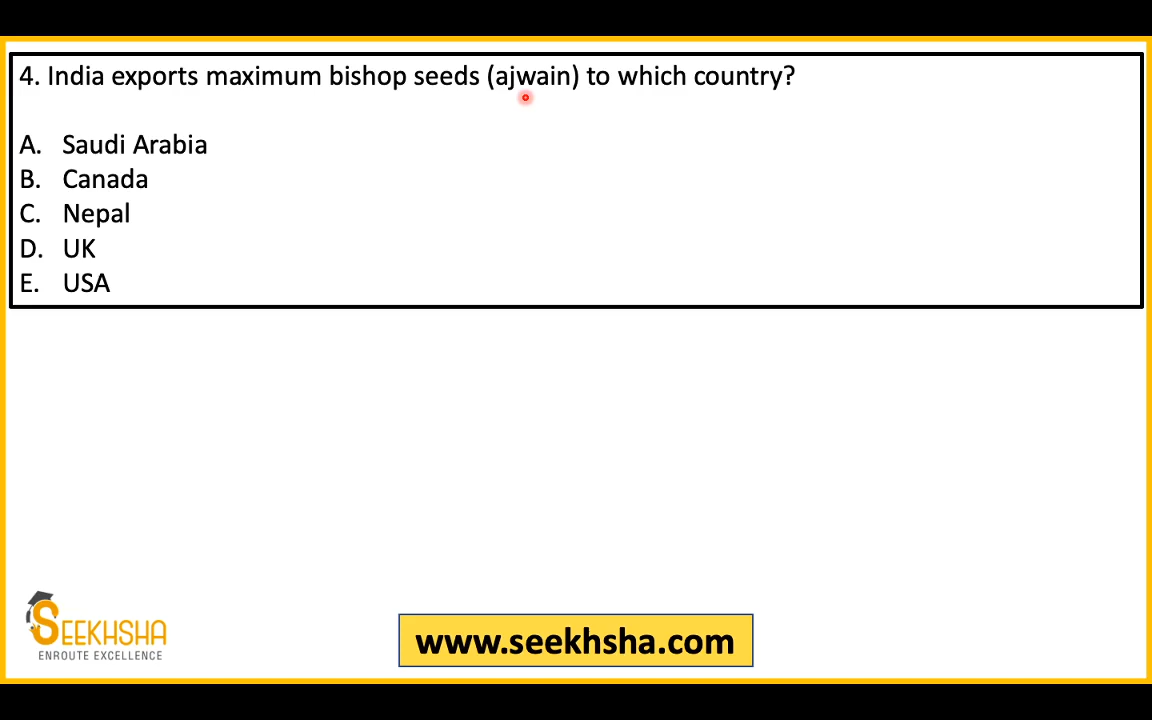 4. India exports maximum bishop seeds (ajwain) to which country?
A. Saudi Arabia
B. Canada
C. Nepal
D. UK
E. USA
SEEKHSHA
ENROUTE EXCELLENCE
www.seekhsha.com